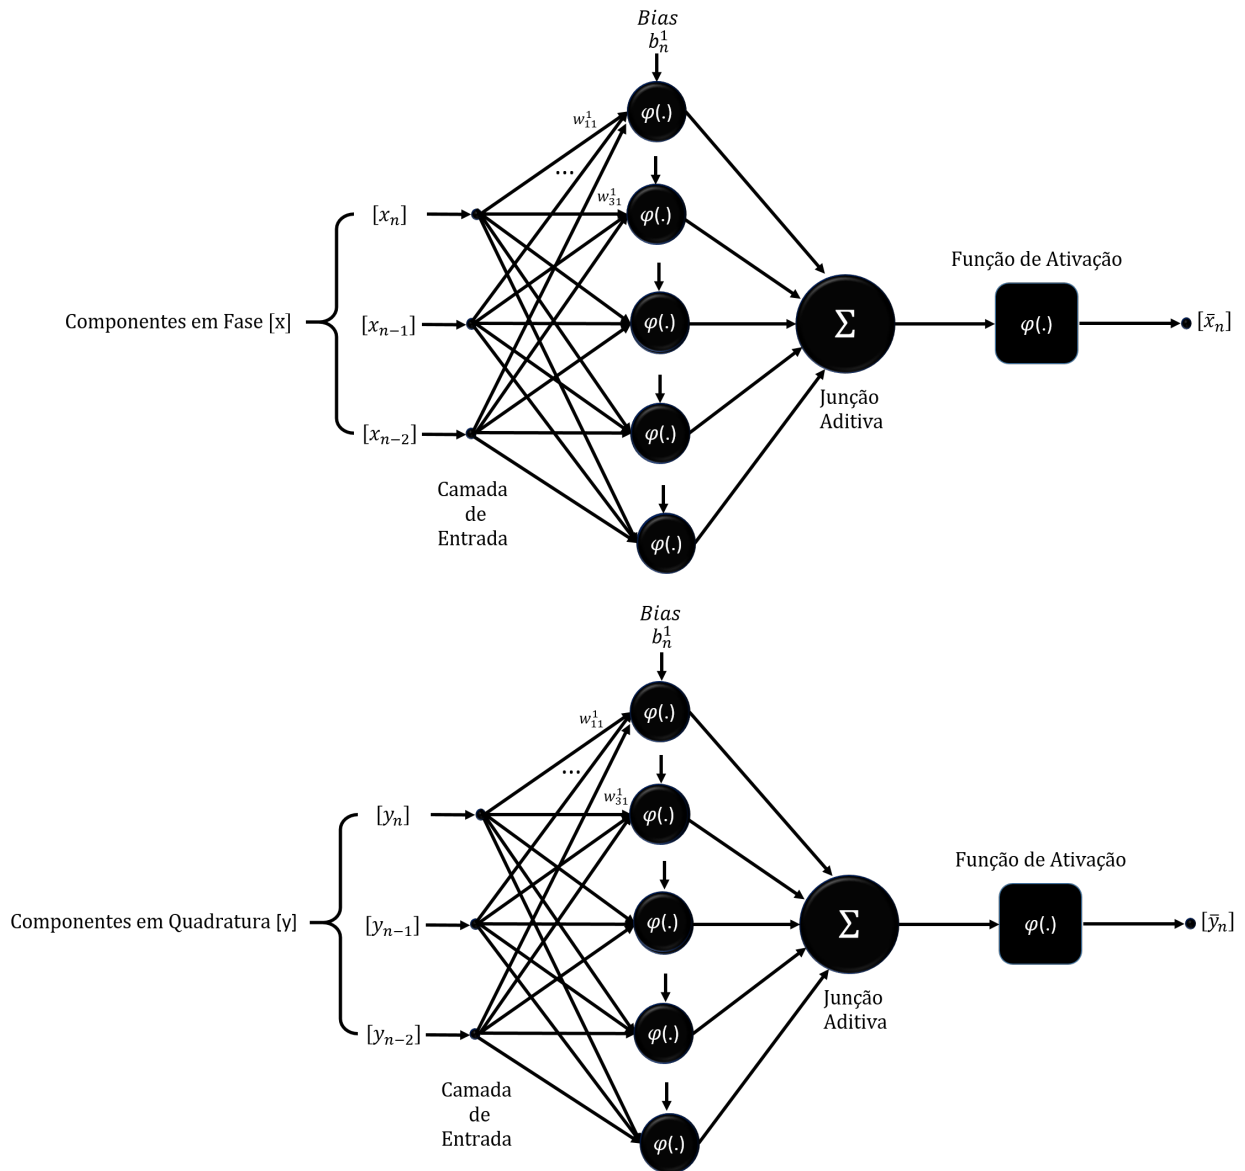 Bias
b_n^1
φ(.)
w_11^1
...
w_31^1
[x_n]
φ(.)
Função de Ativação
Componentes em Fase [x]
[x_{n-1}]
φ(.)
Σ
φ(.)
[x̄_n]
Junção
Aditiva
[x_{n-2}]
φ(.)
Camada
de
Entrada
φ(.)
Bias
b_n^1
φ(.)
w_11^1
...
w_31^1
[y_n]
φ(.)
Função de Ativação
Componentes em Quadratura [y]
[y_{n-1}]
φ(.)
Σ
φ(.)
[ȳ_n]
Junção
Aditiva
[y_{n-2}]
φ(.)
Camada
de
Entrada
φ(.)